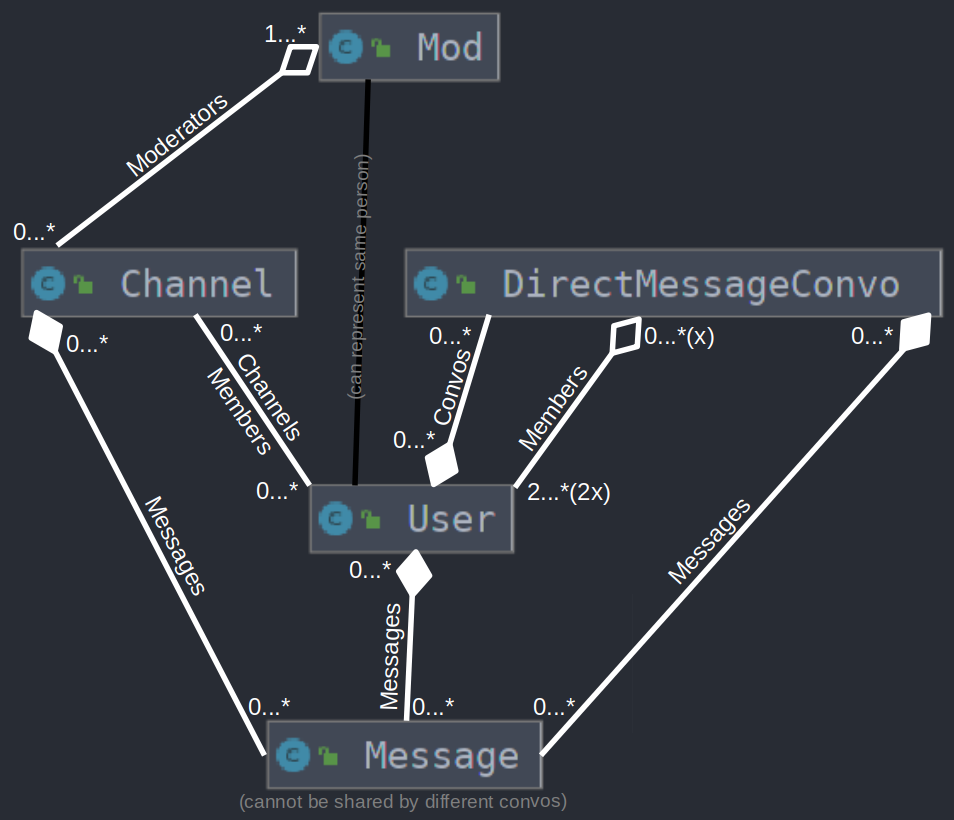 1...*
C Mod
Moderators
(can represent same person)
0...*
C Channel
C DirectMessageConvo
0...*
0...*
0...*
0...*(x)
0...*
Channels
Members
Convos
Members
0...*
0...*
2...*(2x)
C User
Messages
0...*
Messages
Messages
0...*
0...*
0...*
C Message
(cannot be shared by different convos)